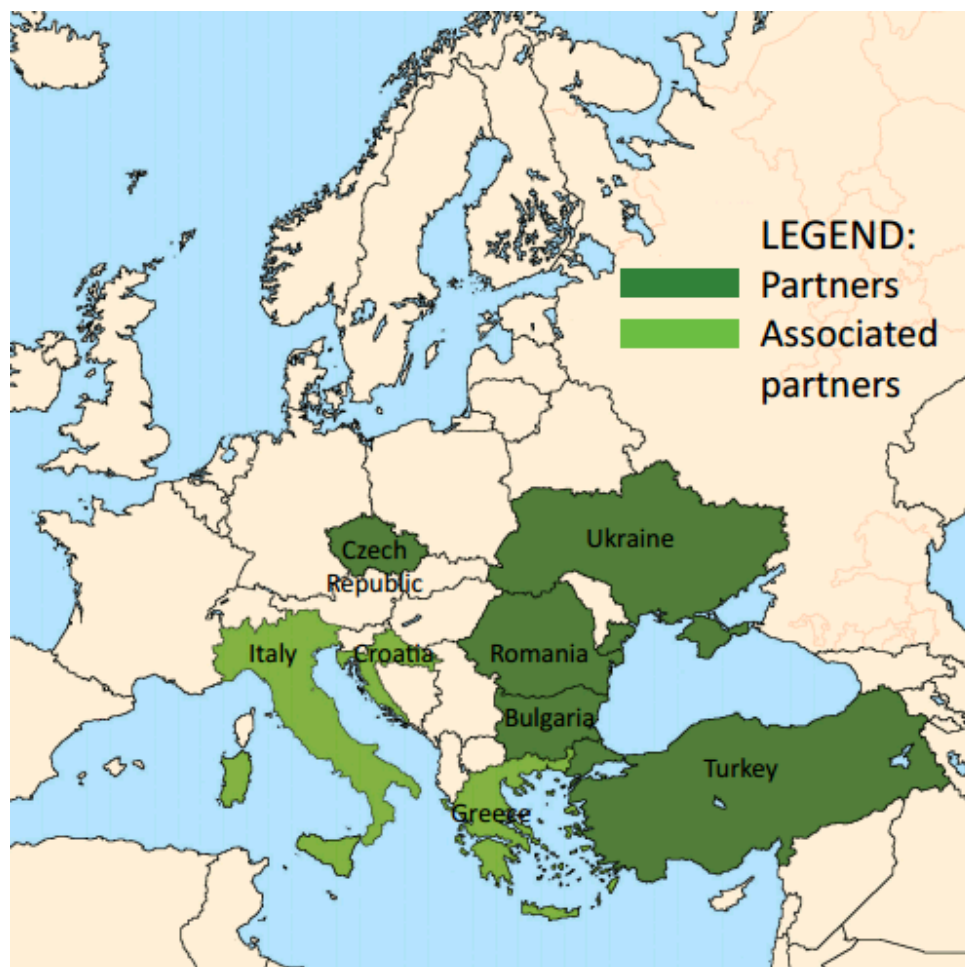 LEGEND:
Partners
Associated
partners
Ukraine
Czech
Republic
Italy
Croatia
Romania
Bulgaria
Turkey
Greece